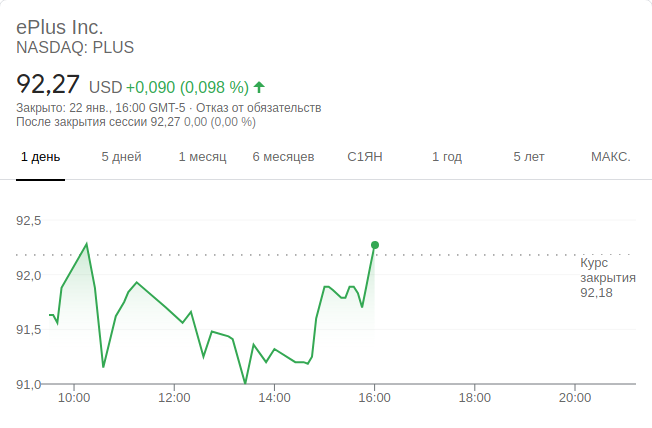 ePlus Inc.
NASDAQ: PLUS
92,27 USD +0,090 (0,098 %)
Закрыто: 22 янв., 16:00 GMT-5 · Отказ от обязательств
После закрытия сессии 92,27 0,00 (0,00 %)
1 день 5 дней 1 месяц 6 месяцев С1ЯН 1 год 5 лет МАКС.
92,5
92,0
91,5
91,0
Курс
закрытия
92,18
10:00 12:00 14:00 16:00 18:00 20:00